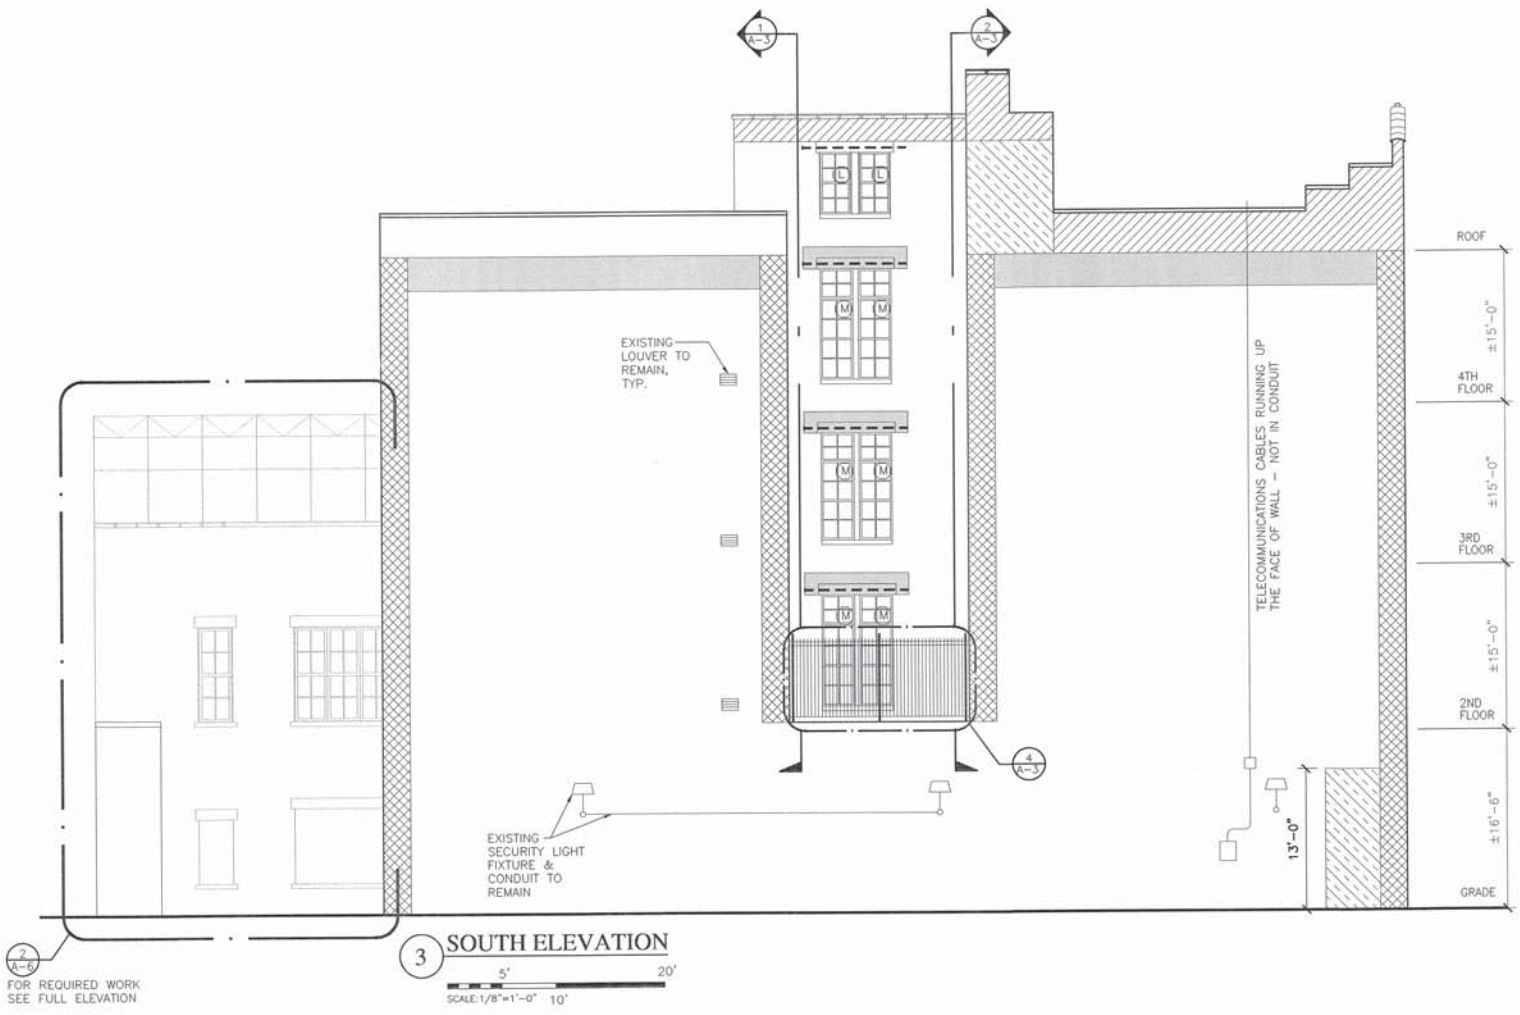 1
A-3
2
A-3
ROOF
±15'-0"
EXISTING
LOUVER TO
REMAIN,
TYP.
L
L
M
M
4TH
FLOOR
M
M
±15'-0"
TELECOMMUNICATIONS CABLES RUNNING UP
THE FACE OF WALL - NOT IN CONDUIT
3RD
FLOOR
M
M
±15'-0"
2ND
FLOOR
4
A-3
EXISTING
SECURITY LIGHT
FIXTURE &
CONDUIT TO
REMAIN
13'-0"
±16'-6"
GRADE
2
A-6
FOR REQUIRED WORK
SEE FULL ELEVATION
3
SOUTH ELEVATION
5'
20'
SCALE:1/8"=1'-0"
10'